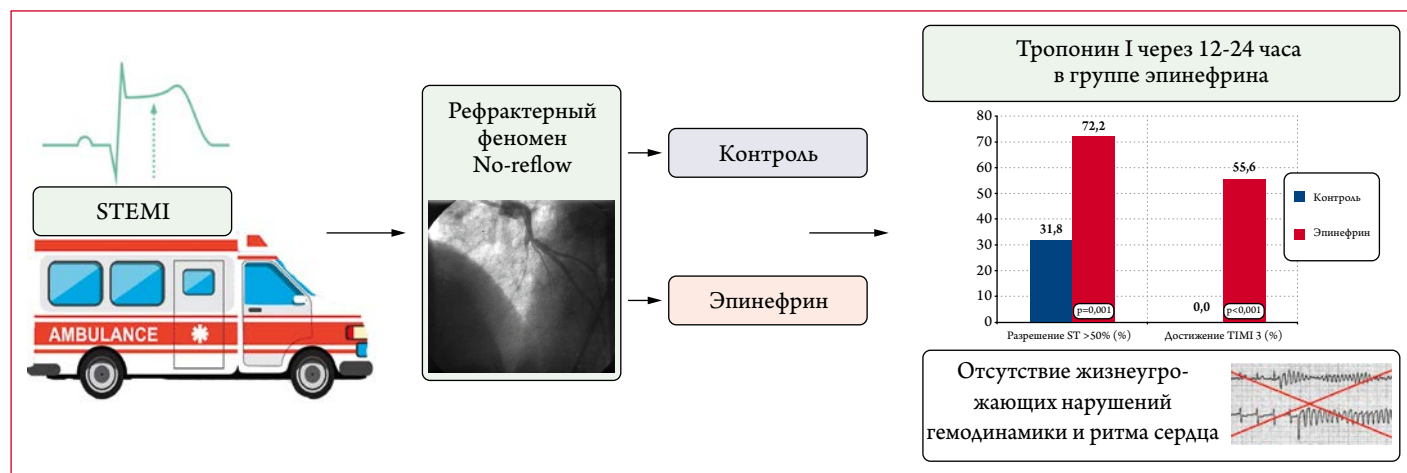 STEMI
AMBULANCE
Рефрактерный
феномен
No-reflow
Контроль
Эпинефрин
Тропонин I через 12-24 часа
в группе эпинефрина
80
70
60
50
40
30
20
10
0
31,8
72,2
p=0,001
0,0
55,6
p<0,001
Разрешение ST >50% (%)
Достижение TIMI 3 (%)
Контроль
Эпинефрин
Отсутствие жизнеугро-
жающих нарушений
гемодинамики и ритма сердца